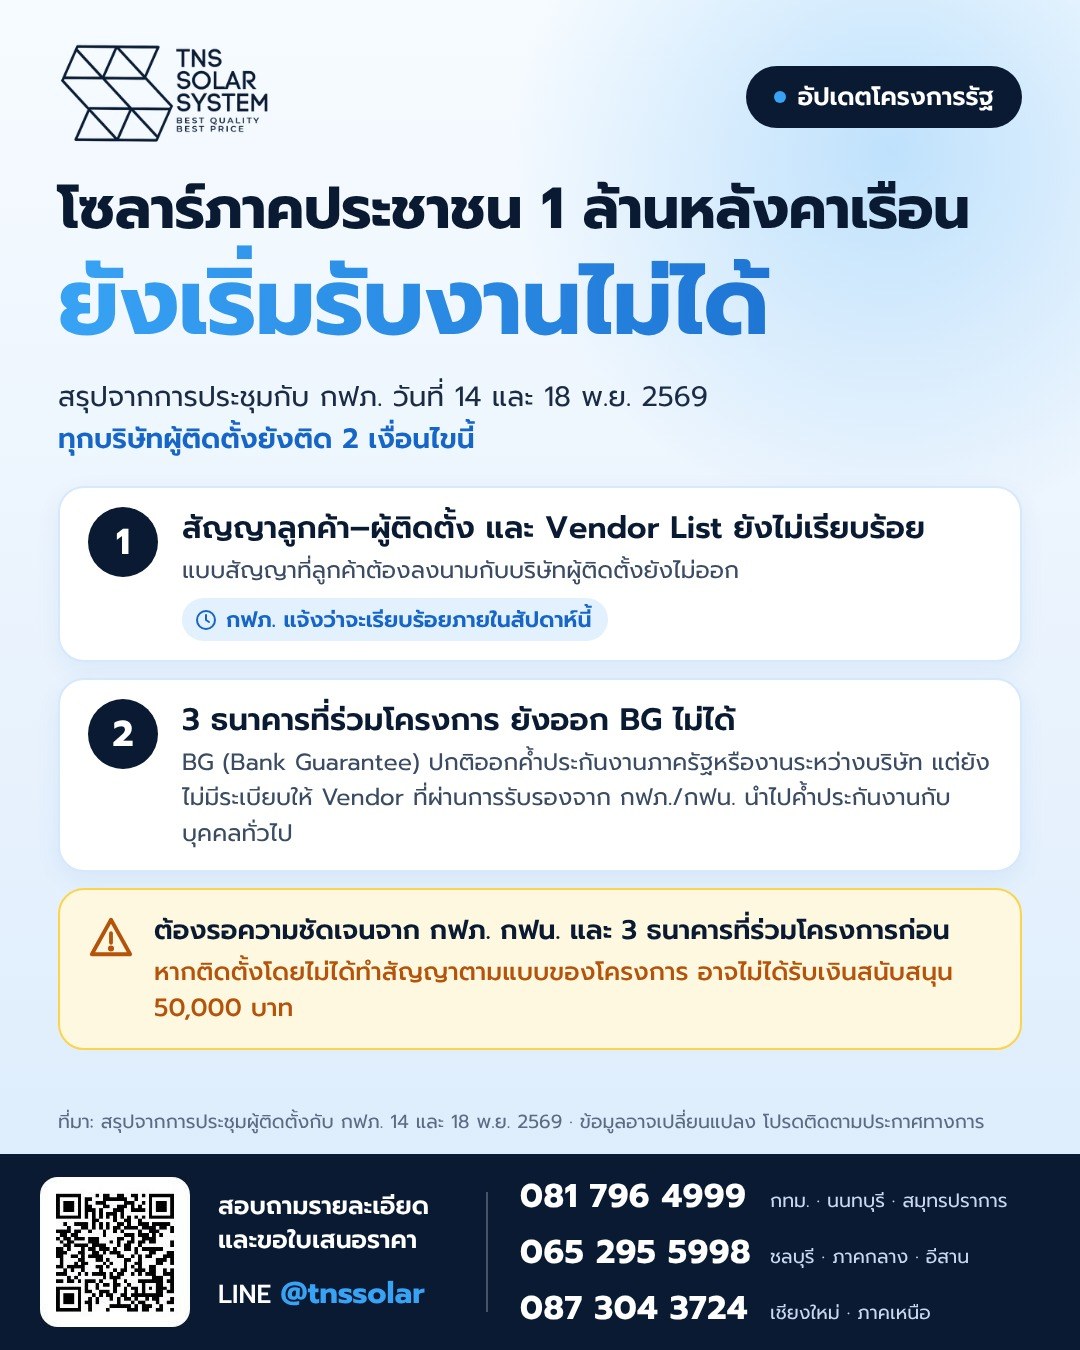 TNS
SOLAR
SYSTEM
BEST QUALITY
BEST PRICE
อัปเดตโครงการรัฐ
โซลาร์ภาคประชาชน 1 ล้านหลังคาเรือน
ยังเริ่มรับงานไม่ได้
สรุปจากการประชุมกับ กฟภ. วันที่ 14 และ 18 พ.ย. 2569
ทุกบริษัทผู้ติดตั้งยังติด 2 เงื่อนไขนี้
1
สัญญาลูกค้า–ผู้ติดตั้ง และ Vendor List ยังไม่เรียบร้อย
แบบสัญญาที่ลูกค้าต้องลงนามกับบริษัทผู้ติดตั้งยังไม่ออก
กฟภ. แจ้งว่าจะเรียบร้อยภายในสัปดาห์นี้
2
3 ธนาคารที่ร่วมโครงการ ยังออก BG ไม่ได้
BG (Bank Guarantee) ปกติออกค้ำประกันงานภาครัฐหรืองานระหว่างบริษัท แต่ยัง
ไม่มีระเบียบให้ Vendor ที่ผ่านการรับรองจาก กฟภ./กฟน. นำไปค้ำประกันงานกับ
บุคคลทั่วไป
ต้องรอความชัดเจนจาก กฟภ. กฟน. และ 3 ธนาคารที่ร่วมโครงการก่อน
หากติดตั้งโดยไม่ได้ทำสัญญาตามแบบของโครงการ อาจไม่ได้รับเงินสนับสนุน
50,000 บาท
ที่มา: สรุปจากการประชุมผู้ติดตั้งกับ กฟภ. 14 และ 18 พ.ย. 2569 · ข้อมูลอาจเปลี่ยนแปลง โปรดติดตามประกาศทางการ
สอบถามรายละเอียด
และขอใบเสนอราคา
LINE @tnssolar
081 796 4999 กทม. · นนทบุรี · สมุทรปราการ
065 295 5998 ชลบุรี · ภาคกลาง · อีสาน
087 304 3724 เชียงใหม่ · ภาคเหนือ